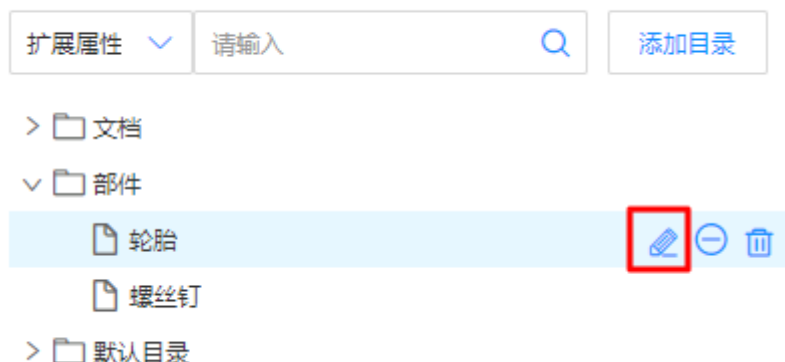 扩展属性 请输入 添加目录
文档
部件
轮胎
螺丝钉
默认目录